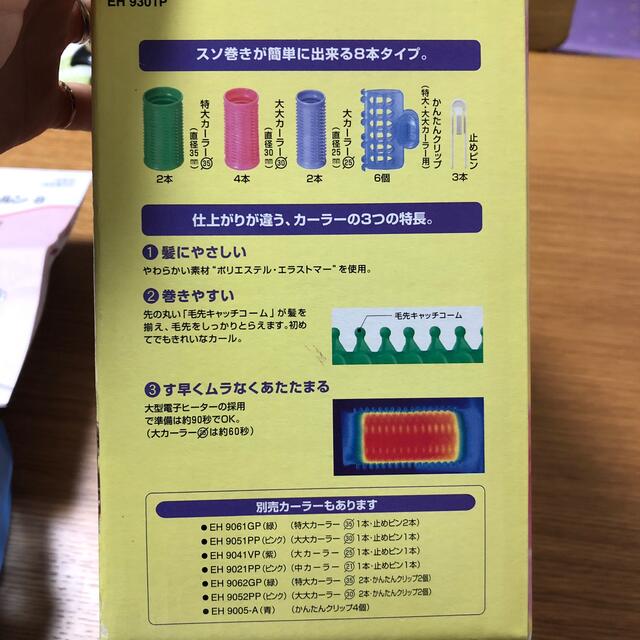 EH 9301P
スソ巻きが簡単に出来る8本タイプ。
特大カーラー㉟
(直径35㎜)
2本
大大カーラー㉚
(直径30㎜)
4本
大カーラー㉕
(直径25㎜)
2本
かんたんクリップ
(特大・大大カーラー用)
6個
止めピン
3本
仕上がりが違う、カーラーの3つの特長。
1 髪にやさしい
やわらかい素材“ポリエステル・エラストマー”を使用。
2 巻きやすい
先の丸い「毛先キャッチコーム」が髪を
揃え、毛先をしっかりとらえます。初め
てでもきれいなカール。
毛先キャッチコーム
3 す早くムラなくあたたまる
大型電子ヒーターの採用
で準備は約90秒でOK。
(大カーラー㉕は約60秒)
別売カーラーもあります
●EH 9061GP(緑) (特大カーラー ㉟ 1本・止めピン2本)
●EH 9051PP(ピンク) (大大カーラー ㉚ 1本・止めピン1本)
●EH 9041VP(紫) (大カーラー ㉕ 1本・止めピン1本)
●EH 9021PP(ピンク) (中カーラー ㉑ 1本・止めピン1本)
●EH 9062GP(緑) (特大カーラー ㉟ 2本・かんたんクリップ2個)
●EH 9052PP(ピンク) (大大カーラー ㉚ 2本・かんたんクリップ2個)
●EH 9005-A(青) (かんたんクリップ4個)